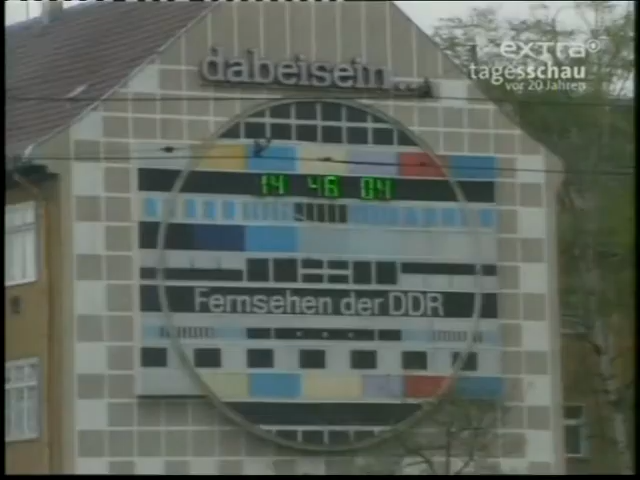 dabeisein...
extra
tagesschau
vor 20 Jahren
14 46 04
Fernsehen der DDR